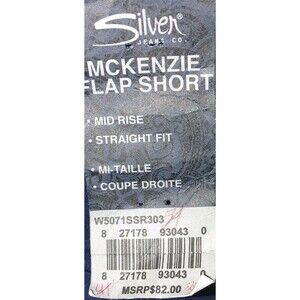 Silver®
JEANS CO.
MCKENZIE
FLAP SHORT
• MID RISE
• STRAIGHT FIT
• MI-TAILLE
• COUPE DROITE
W5071SSR303
8 27178 93043 0
8 27178 93043 0
MSRP$82.00